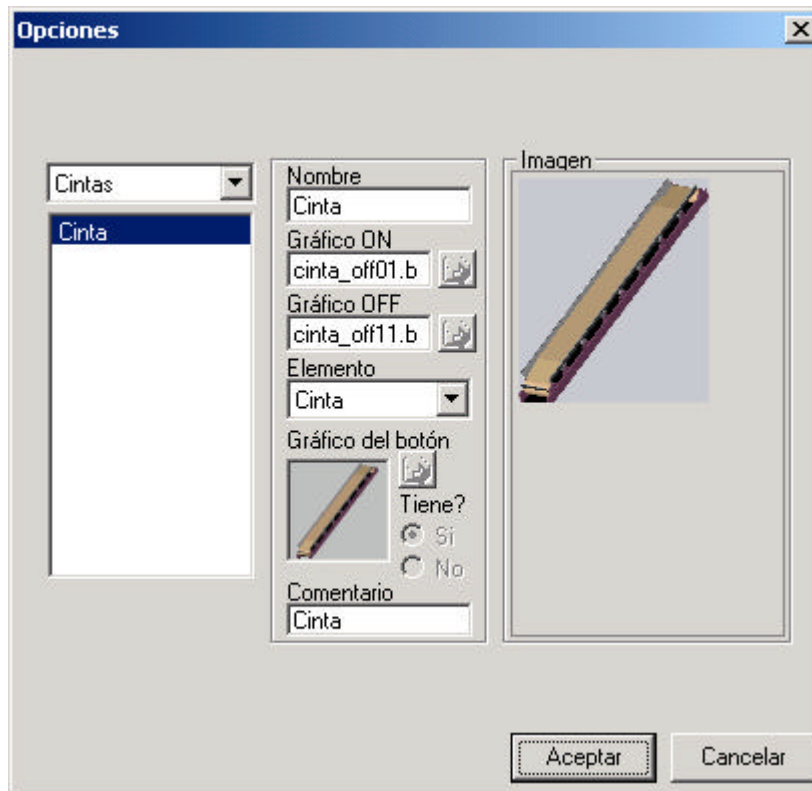 Opciones
Cintas
Cinta
Nombre
Cinta
Gráfico ON
cinta_off01.b
Gráfico OFF
cinta_off11.b
Elemento
Cinta
Gráfico del botón
Tiene?
Si
No
Comentario
Cinta
Imagen
Aceptar
Cancelar